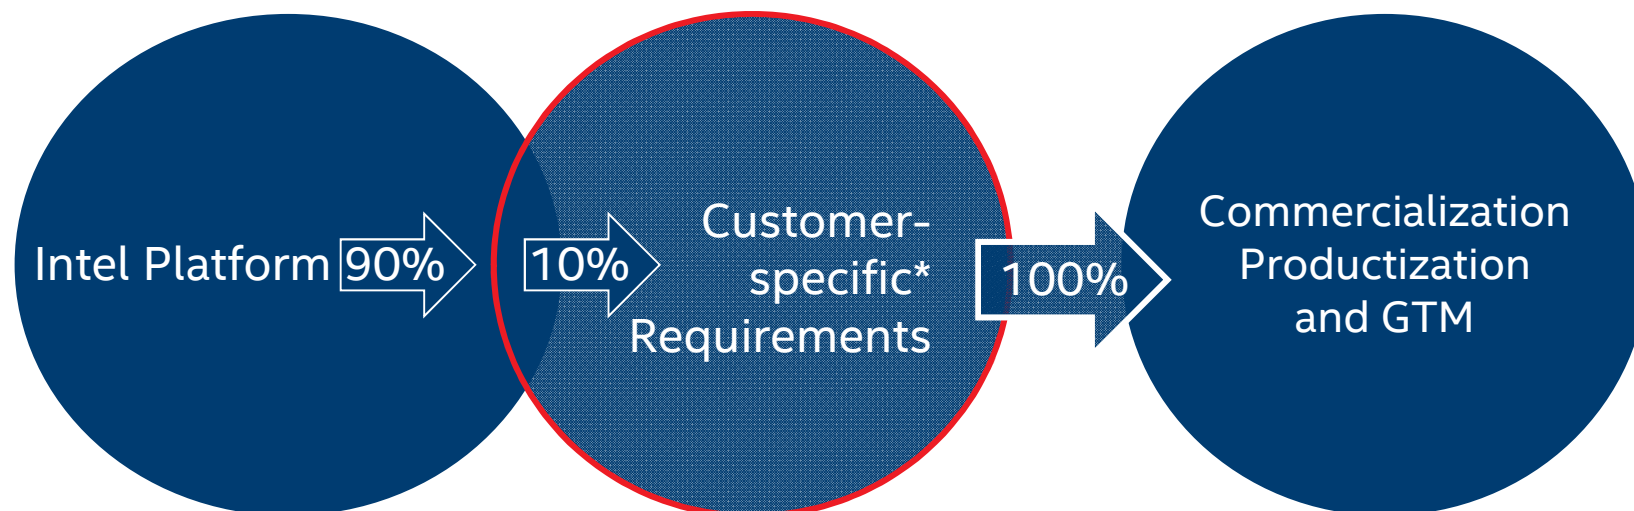 Intel Platform
90%
10%
Customer-
specific*
Requirements
100%
Commercialization
Productization
and GTM